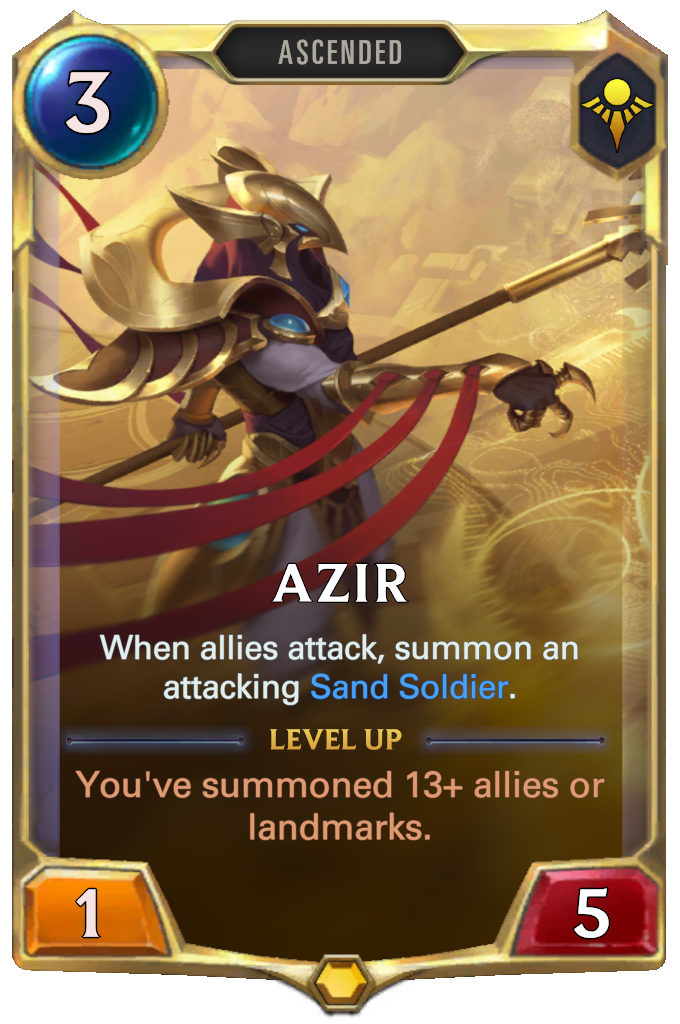 ASCENDED
3
AZIR
When allies attack, summon an
attacking Sand Soldier.
LEVEL UP
You've summoned 13+ allies or
landmarks.
1
5